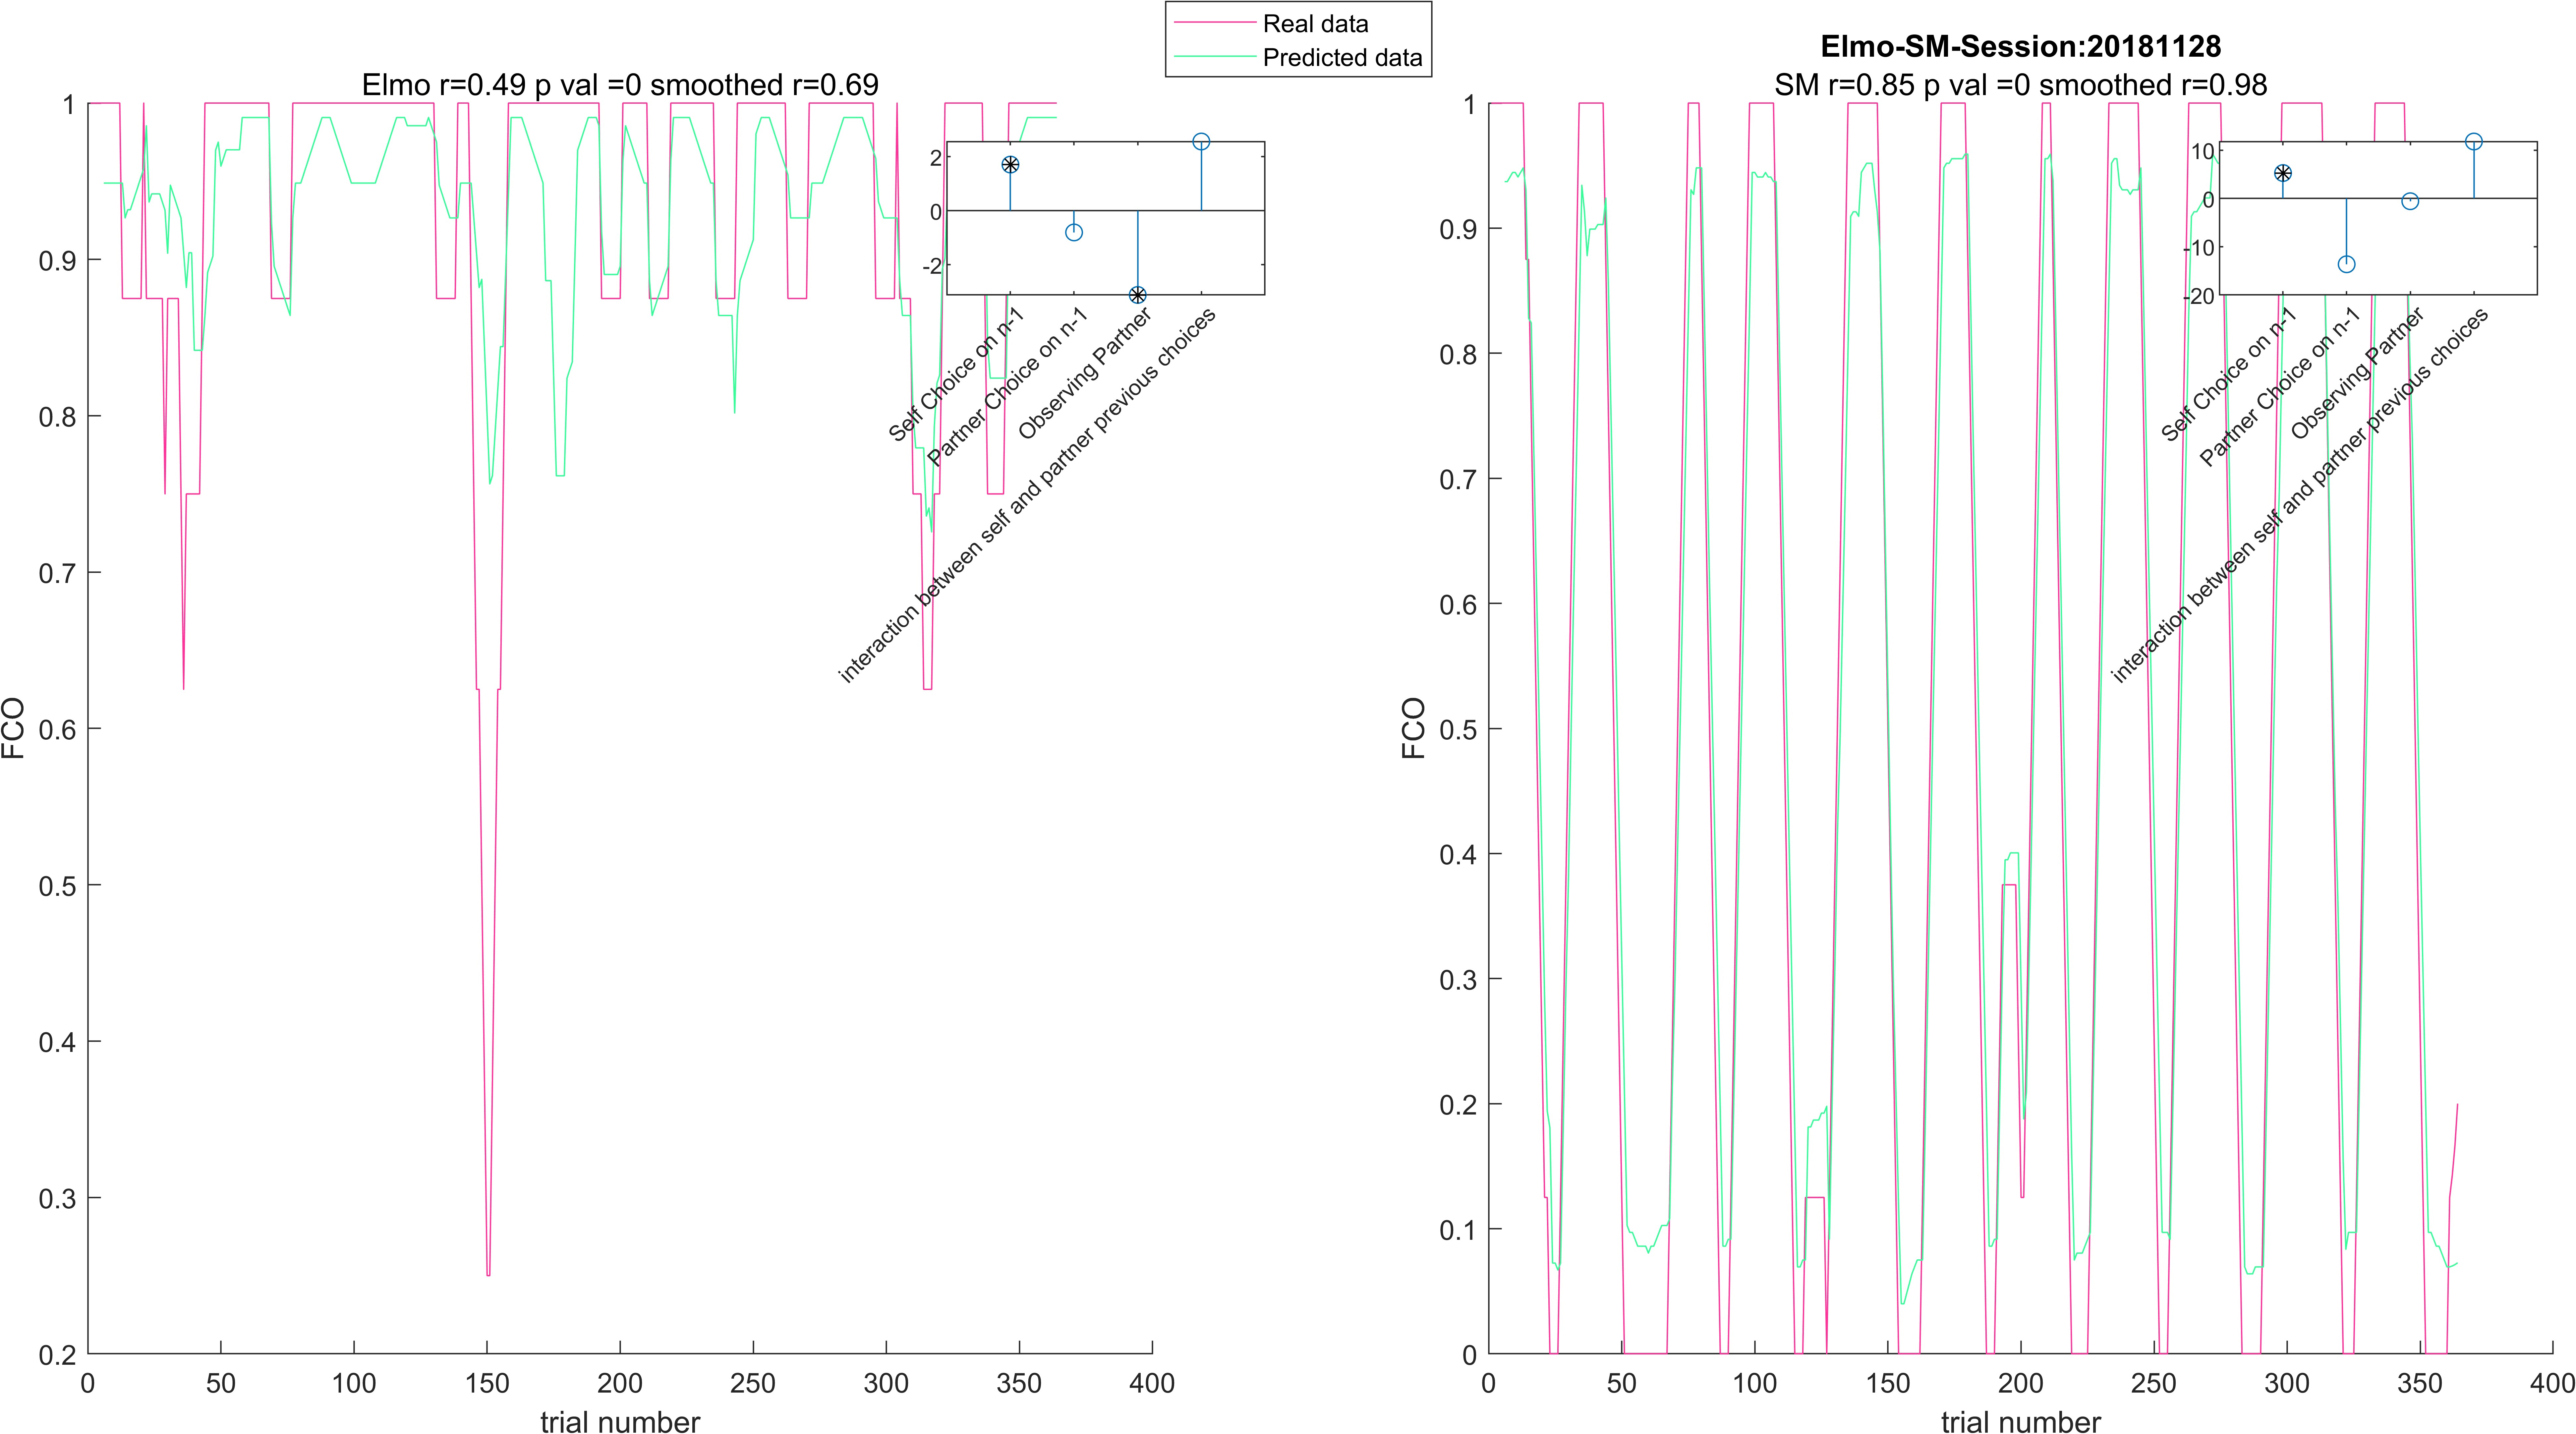 Real data
Predicted data
Elmo r=0.49 p val =0 smoothed r=0.69
1
0.9
0.8
0.7
0.6
0.5
0.4
0.3
0.2
FCO
0
50
100
150
200
250
300
350
400
trial number
2
0
-2
Self Choice on n-1
Partner Choice on n-1
Observing Partner
interaction between self and partner previous choices
Elmo-SM-Session:20181128
SM r=0.85 p val =0 smoothed r=0.98
1
0.9
0.8
0.7
0.6
0.5
0.4
0.3
0.2
0.1
0
FCO
0
50
100
150
200
250
300
350
400
trial number
10
0
-10
-20
Self Choice on n-1
Partner Choice on n-1
Observing Partner
interaction between self and partner previous choices